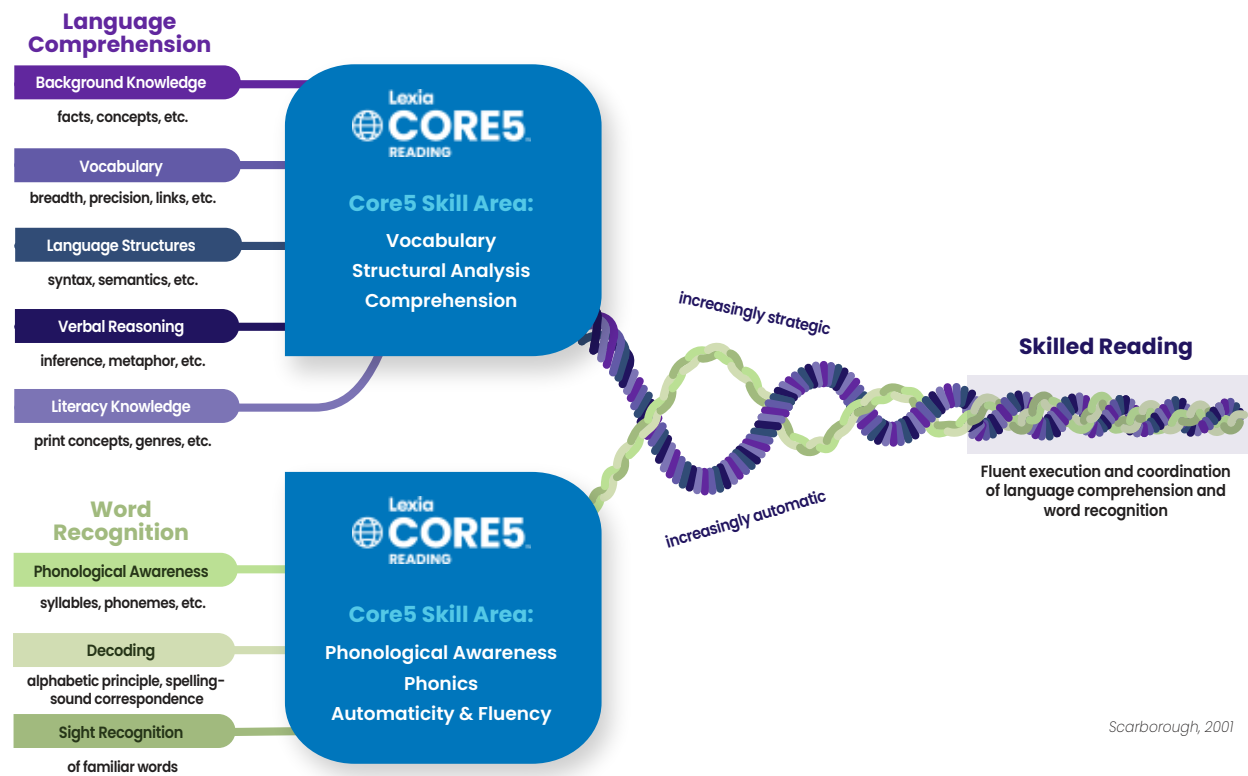 Language
Comprehension
Background Knowledge
facts, concepts, etc.
Vocabulary
breadth, precision, links, etc.
Language Structures
syntax, semantics, etc.
Verbal Reasoning
inference, metaphor, etc.
Literacy Knowledge
print concepts, genres, etc.
Lexia
CORE5
READING
Core5 Skill Area:
Vocabulary
Structural Analysis
Comprehension
Word
Recognition
Phonological Awareness
syllables, phonemes, etc.
Decoding
alphabetic principle, spelling-
sound correspondence
Sight Recognition
of familiar words
Lexia
CORE5
READING
Core5 Skill Area:
Phonological Awareness
Phonics
Automaticity & Fluency
increasingly strategic
increasingly automatic
Skilled Reading
Fluent execution and coordination
of language comprehension and
word recognition
Scarborough, 2001